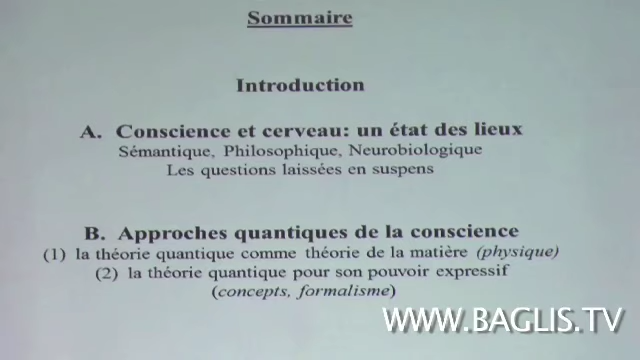 Sommaire
Introduction
A. Conscience et cerveau: un état des lieux
Sémantique, Philosophique, Neurobiologique
Les questions laissées en suspens
B. Approches quantiques de la conscience
(1) la théorie quantique comme théorie de la matière (physique)
(2) la théorie quantique pour son pouvoir expressif
(concepts, formalisme)
WWW.BAGLIS.TV